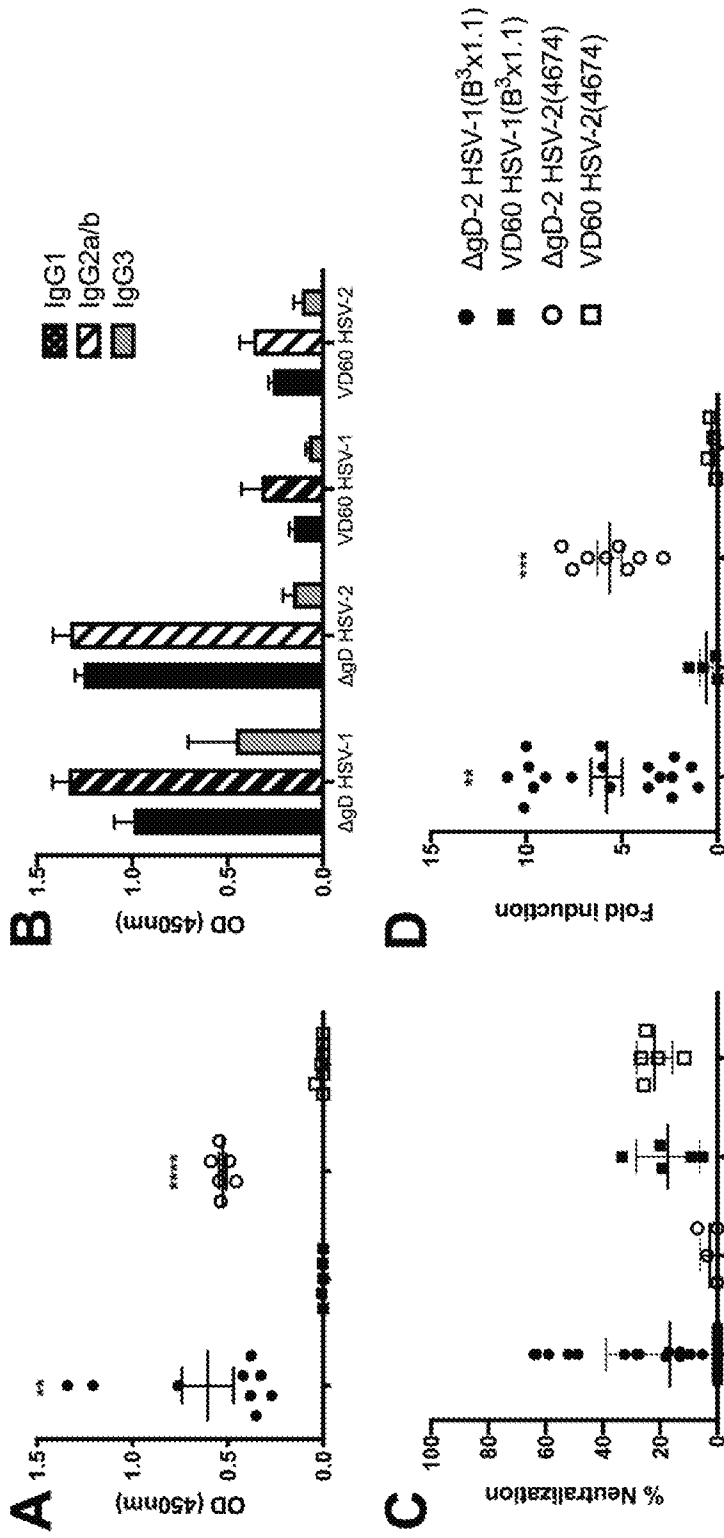 A
OD (450nm)
1.5
1.0
0.5
0.0
**
****
B
OD (450nm)
1.5
1.0
0.5
0.0
IgG1
IgG2a/b
IgG3
ΔgD HSV-1
ΔgD HSV-2
VD60 HSV-1
VD60 HSV-2
C
% Neutralization
100
80
60
40
20
0
D
Fold induction
15
10
5
0
**
***
ΔgD-2 HSV-1(B³x1.1)
VD60 HSV-1(B³x1.1)
ΔgD-2 HSV-2(4674)
VD60 HSV-2(4674)